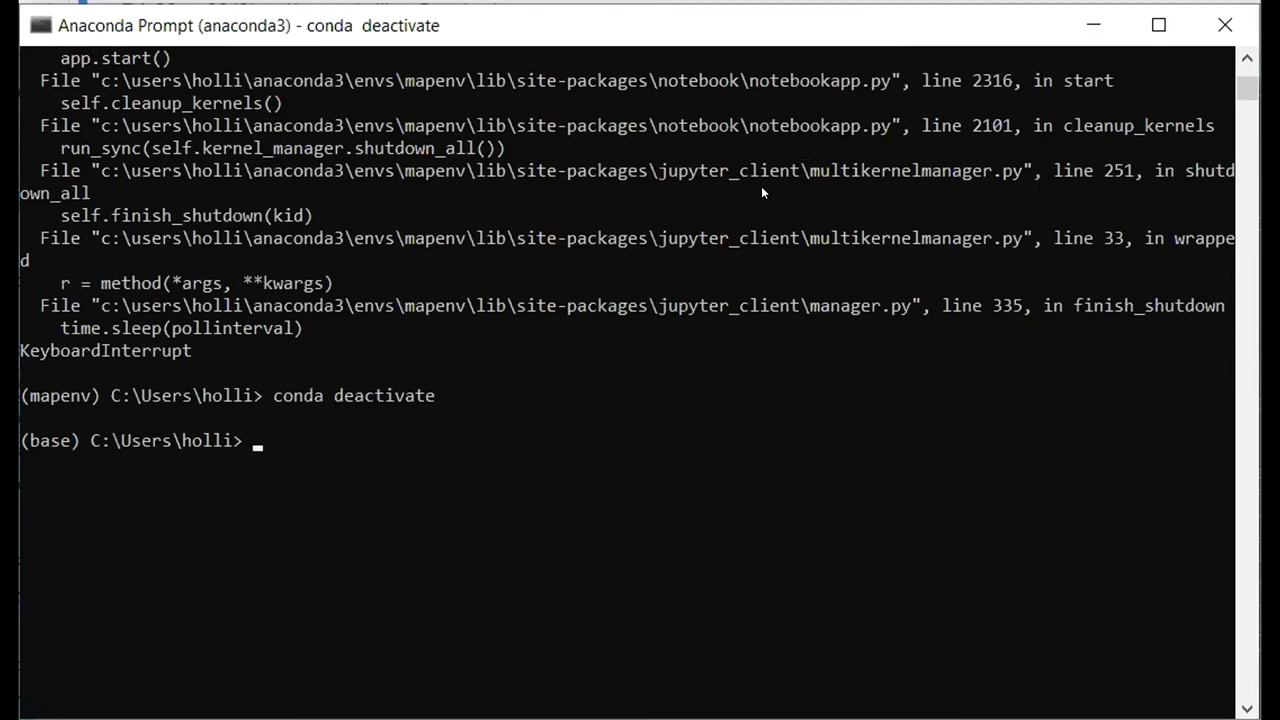 Anaconda Prompt (anaconda3) - conda  deactivate
app.start()
File "c:\users\holli\anaconda3\envs\mapenv\lib\site-packages\notebook\notebookapp.py", line 2316, in start
self.cleanup_kernels()
File "c:\users\holli\anaconda3\envs\mapenv\lib\site-packages\notebook\notebookapp.py", line 2101, in cleanup_kernels
run_sync(self.kernel_manager.shutdown_all())
File "c:\users\holli\anaconda3\envs\mapenv\lib\site-packages\jupyter_client\multikernelmanager.py", line 251, in shutd
own_all
self.finish_shutdown(kid)
File "c:\users\holli\anaconda3\envs\mapenv\lib\site-packages\jupyter_client\multikernelmanager.py", line 33, in wrappe
d
r = method(*args, **kwargs)
File "c:\users\holli\anaconda3\envs\mapenv\lib\site-packages\jupyter_client\manager.py", line 335, in finish_shutdown
time.sleep(pollinterval)
KeyboardInterrupt
(mapenv) C:\Users\holli> conda deactivate
(base) C:\Users\holli>